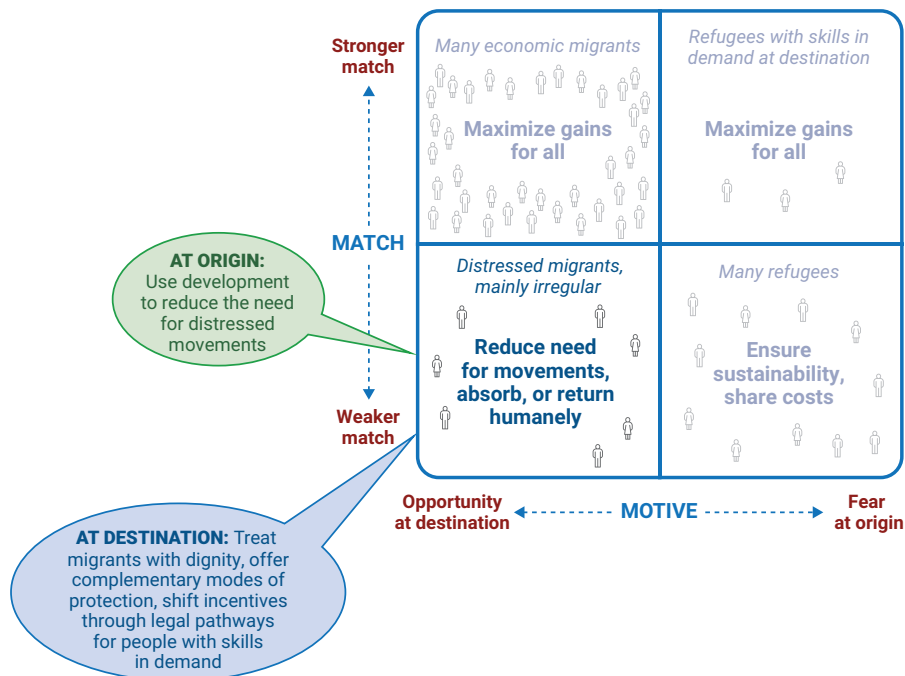 Stronger
match
Many economic migrants
Maximize gains
for all
Refugees with skills in
demand at destination
Maximize gains
for all
MATCH
AT ORIGIN:
Use development
to reduce the need
for distressed
movements
Distressed migrants,
mainly irregular
Reduce need
for movements,
absorb, or return
humanely
Many refugees
Ensure
sustainability,
share costs
Weaker
match
Opportunity
at destination
MOTIVE
Fear
at origin
AT DESTINATION: Treat
migrants with dignity, offer
complementary modes of
protection, shift incentives
through legal pathways
for people with skills
in demand